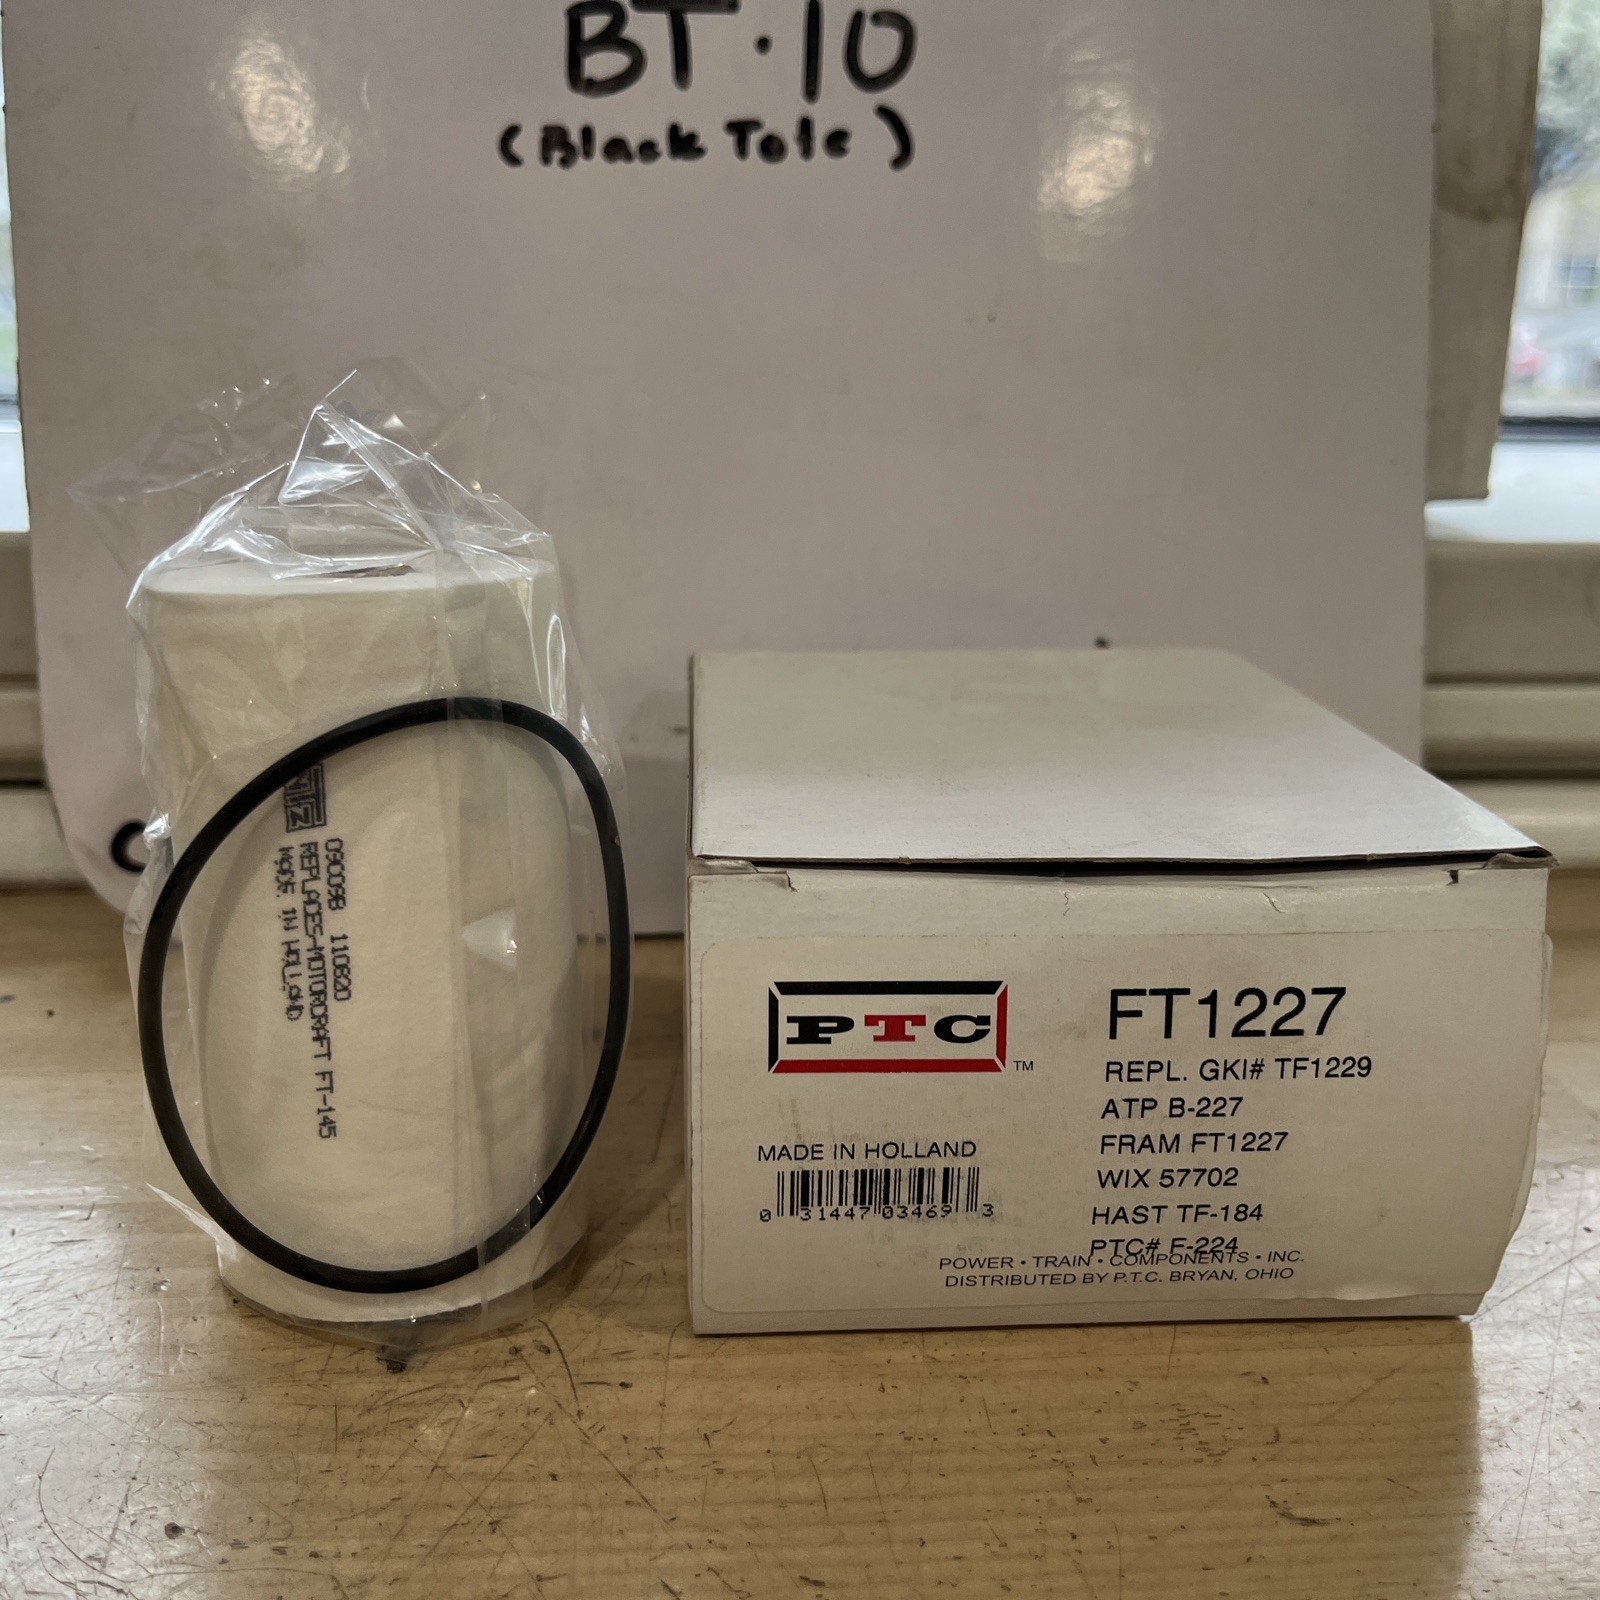 BT·10
(Black Tote)
09C09B 110820
REPLACES-MOTORCRAFT FT-145
MADE IN HOLLAND
PTC TM
FT1227
REPL. GKI# TF1229
ATP B-227
FRAM FT1227
WIX 57702
HAST TF-184
PTC# F-224
MADE IN HOLLAND
0 31447 03469 3
POWER • TRAIN • COMPONENTS • INC.
DISTRIBUTED BY P.T.C. BRYAN, OHIO